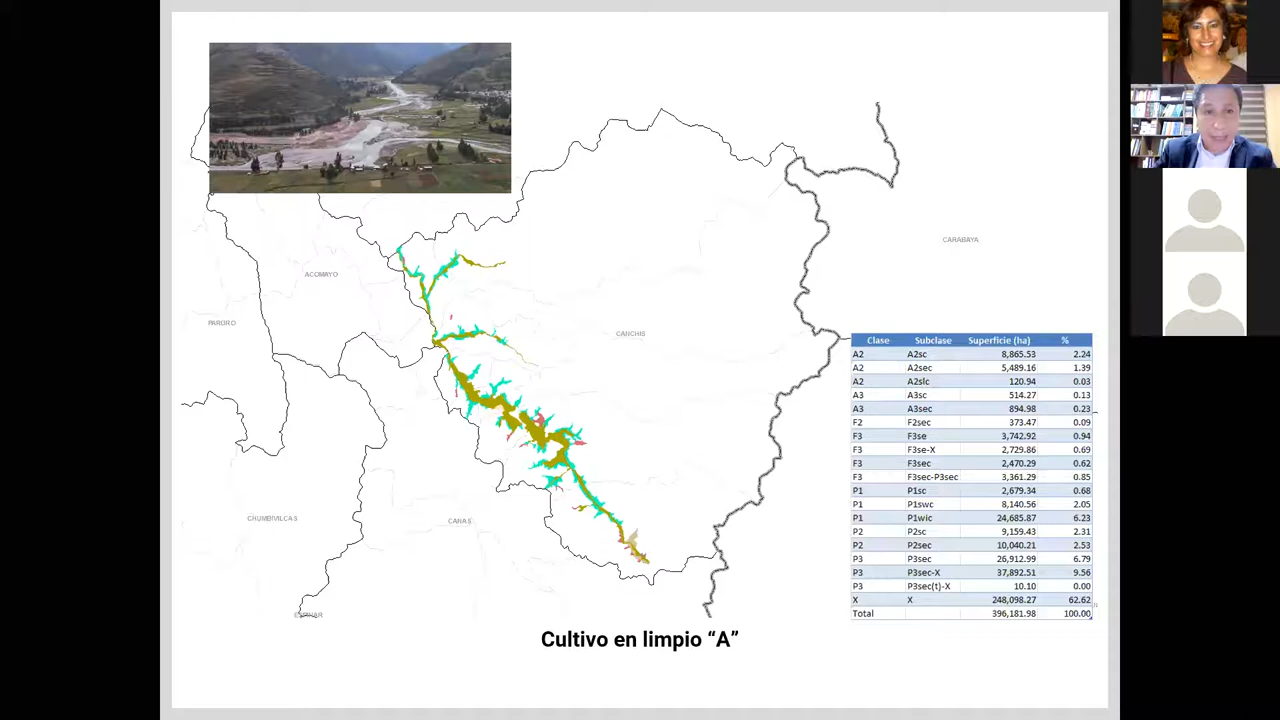 CARABAYA
ACOMAYO
PARURO
CANCHIS
CHUMBIVILCAS
CANAS
ESPINAR
Clase Subclase Superficie (ha) %
A2 A2sc 8,865.53 2.24
A2 A2sec 5,489.16 1.39
A2 A2slc 120.94 0.03
A3 A3sc 514.27 0.13
A3 A3sec 894.98 0.23
F2 F2sec 373.47 0.09
F3 F3se 3,742.92 0.94
F3 F3se-X 2,729.86 0.69
F3 F3sec 2,470.29 0.62
F3 F3sec-P3sec 3,361.29 0.85
P1 P1sc 2,679.34 0.68
P1 P1swc 8,140.56 2.05
P1 P1wic 24,685.87 6.23
P2 P2sc 9,159.43 2.31
P2 P2sec 10,040.21 2.53
P3 P3sec 26,912.99 6.79
P3 P3sec-X 37,892.51 9.56
P3 P3sec(t)-X 10.10 0.00
X X 248,098.27 62.62
Total 396,181.98 100.00
Cultivo en limpio “A”